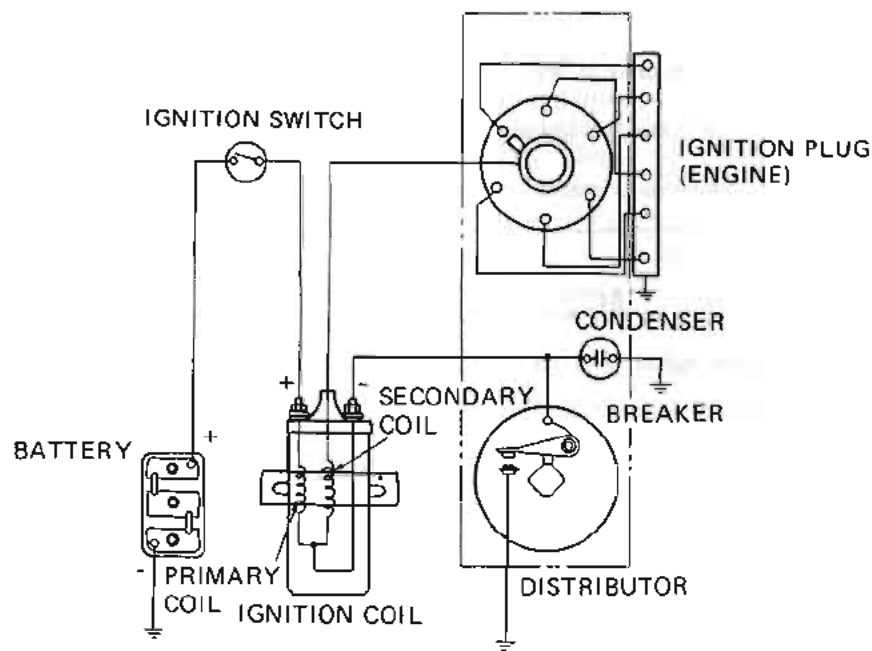 IGNITION SWITCH
IGNITION PLUG
(ENGINE)
CONDENSER
+
-
SECONDARY
COIL
BREAKER
+
BATTERY
-
PRIMARY
COIL
IGNITION COIL
DISTRIBUTOR